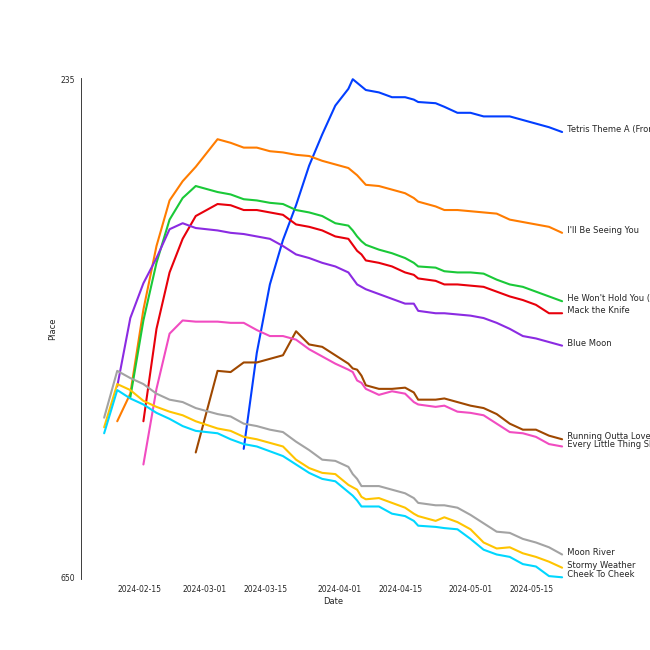 235
Tetris Theme A (Fro
I'll Be Seeing You
He Won't Hold You (
Mack the Knife
Place
Blue Moon
Running Outta Love
Every Little Thing S
Moon River
Stormy Weather
Cheek To Cheek
650
2024-02-15 2024-03-01 2024-03-15 2024-04-01 2024-04-15 2024-05-01 2024-05-15
Date